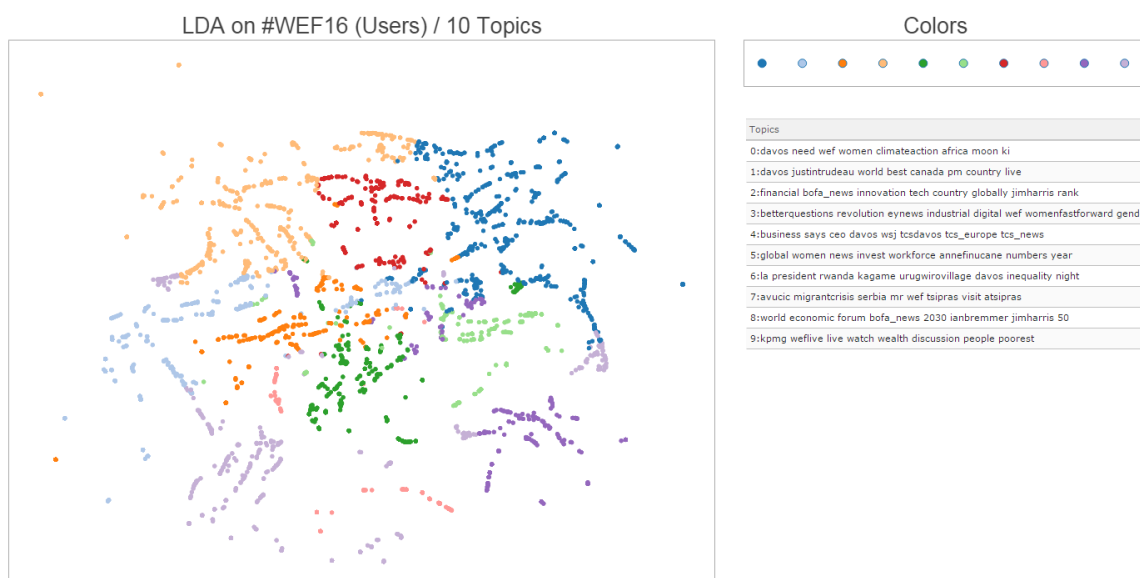 LDA on #WEF16 (Users) / 10 Topics
Colors
Topics
0:davos need wef women climateaction africa moon ki
1:davos justintrudeau world best canada pm country live
2:financial bofa_news innovation tech country globally jimharris rank
3:betterquestions revolution eynews industrial digital wef womenfastforward gend
4:business says ceo davos wsj tcsdavos tcs_europe tcs_news
5:global women news invest workforce annefinucane numbers year
6:la president rwanda kagame urugwirovillage davos inequality night
7:avucic migrantcrisis serbia mr wef tsipras visit atsipras
8:world economic forum bofa_news 2030 ianbremmer jimharris 50
9:kpmg weflive live watch wealth discussion people poorest